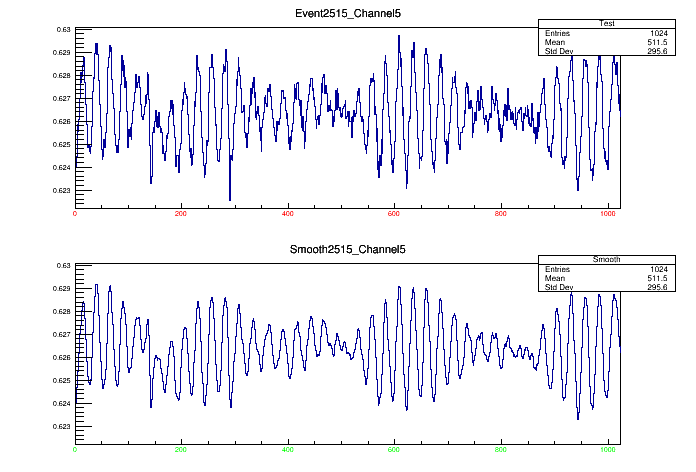 Event2515_Channel5
Test
Entries 1024
Mean 511.5
Std Dev 295.6
0.63
0.629
0.628
0.627
0.626
0.625
0.624
0.623
0 200 400 600 800 1000
Smooth2515_Channel5
Smooth
Entries 1024
Mean 511.5
Std Dev 295.6
0.63
0.629
0.628
0.627
0.626
0.625
0.624
0.623
0 200 400 600 800 1000